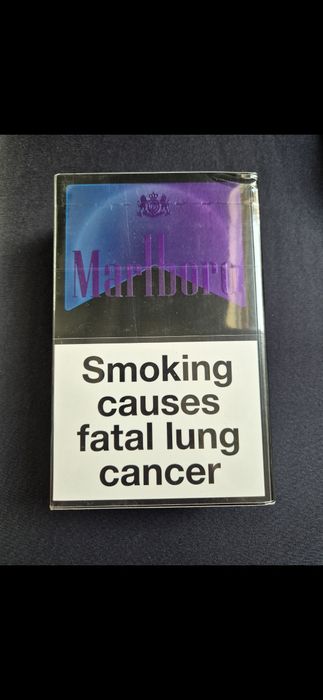 Marlboro
Smoking
causes
fatal lung
cancer